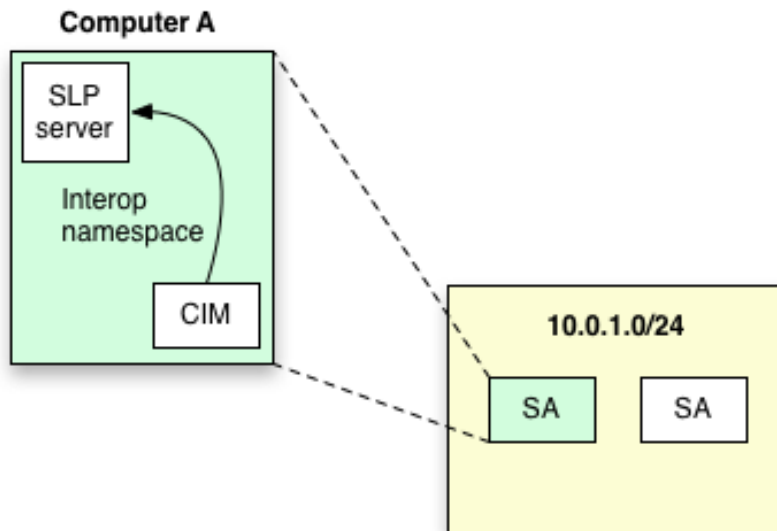 Computer A
SLP
server
Interop
namespace
CIM
10.0.1.0/24
SA
SA